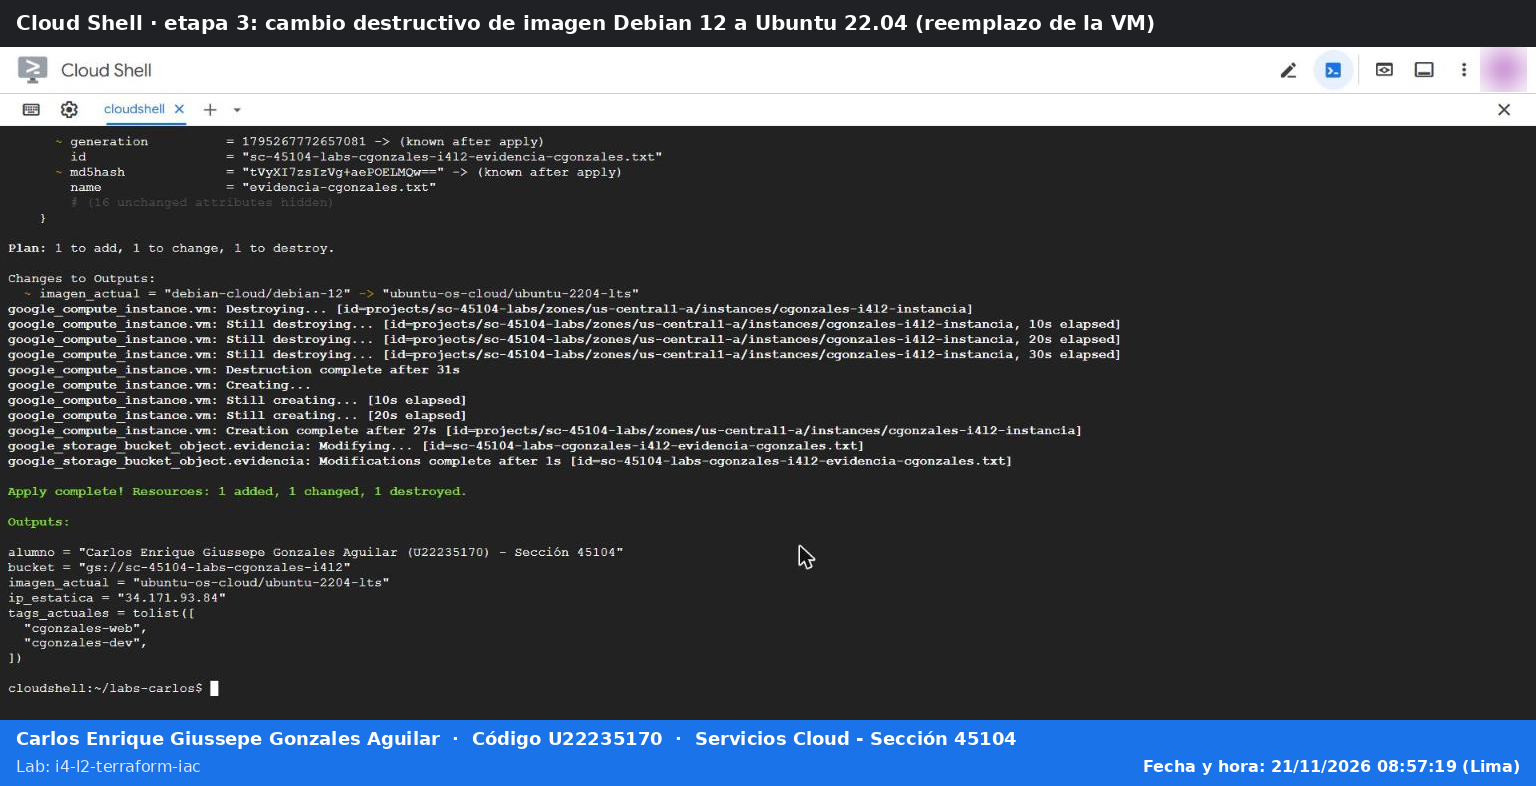 Cloud Shell · etapa 3: cambio destructivo de imagen Debian 12 a Ubuntu 22.04 (reemplazo de la VM)
Cloud Shell
cloudshell
~ generation = 1795267772657081 -> (known after apply)
id = "sc-45104-labs-cgonzales-i4l2-evidencia-cgonzales.txt"
~ md5hash = "tVyXI7zsIzVg+aePOELMQw==" -> (known after apply)
name = "evidencia-cgonzales.txt"
# (16 unchanged attributes hidden)
}
Plan: 1 to add, 1 to change, 1 to destroy.
Changes to Outputs:
~ imagen_actual = "debian-cloud/debian-12" -> "ubuntu-os-cloud/ubuntu-2204-lts"
google_compute_instance.vm: Destroying... [id=projects/sc-45104-labs/zones/us-central1-a/instances/cgonzales-i4l2-instancia]
google_compute_instance.vm: Still destroying... [id=projects/sc-45104-labs/zones/us-central1-a/instances/cgonzales-i4l2-instancia, 10s elapsed]
google_compute_instance.vm: Still destroying... [id=projects/sc-45104-labs/zones/us-central1-a/instances/cgonzales-i4l2-instancia, 20s elapsed]
google_compute_instance.vm: Still destroying... [id=projects/sc-45104-labs/zones/us-central1-a/instances/cgonzales-i4l2-instancia, 30s elapsed]
google_compute_instance.vm: Destruction complete after 31s
google_compute_instance.vm: Creating...
google_compute_instance.vm: Still creating... [10s elapsed]
google_compute_instance.vm: Still creating... [20s elapsed]
google_compute_instance.vm: Creation complete after 27s [id=projects/sc-45104-labs/zones/us-central1-a/instances/cgonzales-i4l2-instancia]
google_storage_bucket_object.evidencia: Modifying... [id=sc-45104-labs-cgonzales-i4l2-evidencia-cgonzales.txt]
google_storage_bucket_object.evidencia: Modifications complete after 1s [id=sc-45104-labs-cgonzales-i4l2-evidencia-cgonzales.txt]
Apply complete! Resources: 1 added, 1 changed, 1 destroyed.
Outputs:
alumno = "Carlos Enrique Giussepe Gonzales Aguilar (U22235170) - Sección 45104"
bucket = "gs://sc-45104-labs-cgonzales-i4l2"
imagen_actual = "ubuntu-os-cloud/ubuntu-2204-lts"
ip_estatica = "34.171.93.84"
tags_actuales = tolist([
"cgonzales-web",
"cgonzales-dev",
])
cloudshell:~/labs-carlos$
Carlos Enrique Giussepe Gonzales Aguilar · Código U22235170 · Servicios Cloud - Sección 45104
Lab: i4-l2-terraform-iac
Fecha y hora: 21/11/2026 08:57:19 (Lima)